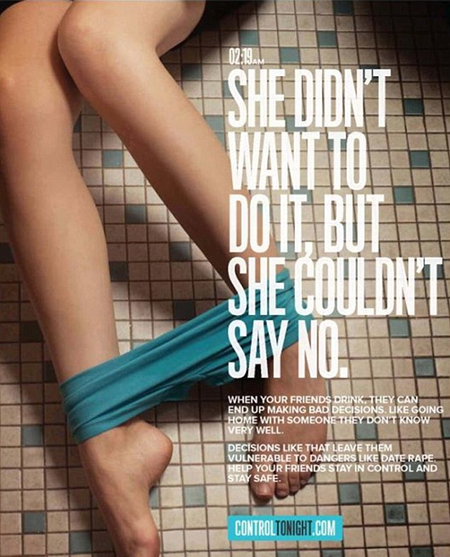 02:19AM
SHE DIDN'T
WANT TO
DO IT, BUT
SHE COULDN'T
SAY NO.
WHEN YOUR FRIENDS DRINK, THEY CAN
END UP MAKING BAD DECISIONS. LIKE GOING
HOME WITH SOMEONE THEY DON'T KNOW
VERY WELL.
DECISIONS LIKE THAT LEAVE THEM
VULNERABLE TO DANGERS LIKE DATE RAPE.
HELP YOUR FRIENDS STAY IN CONTROL AND
STAY SAFE.
CONTROLTONIGHT.COM